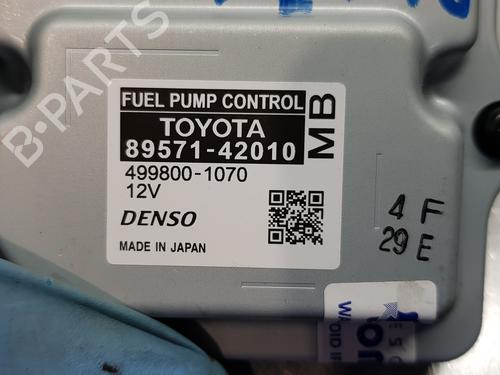 FUEL PUMP CONTROL
TOYOTA
89571-42010
MB
499800-1070
12V
DENSO
MADE IN JAPAN
4 F
29 E
B-PARTS